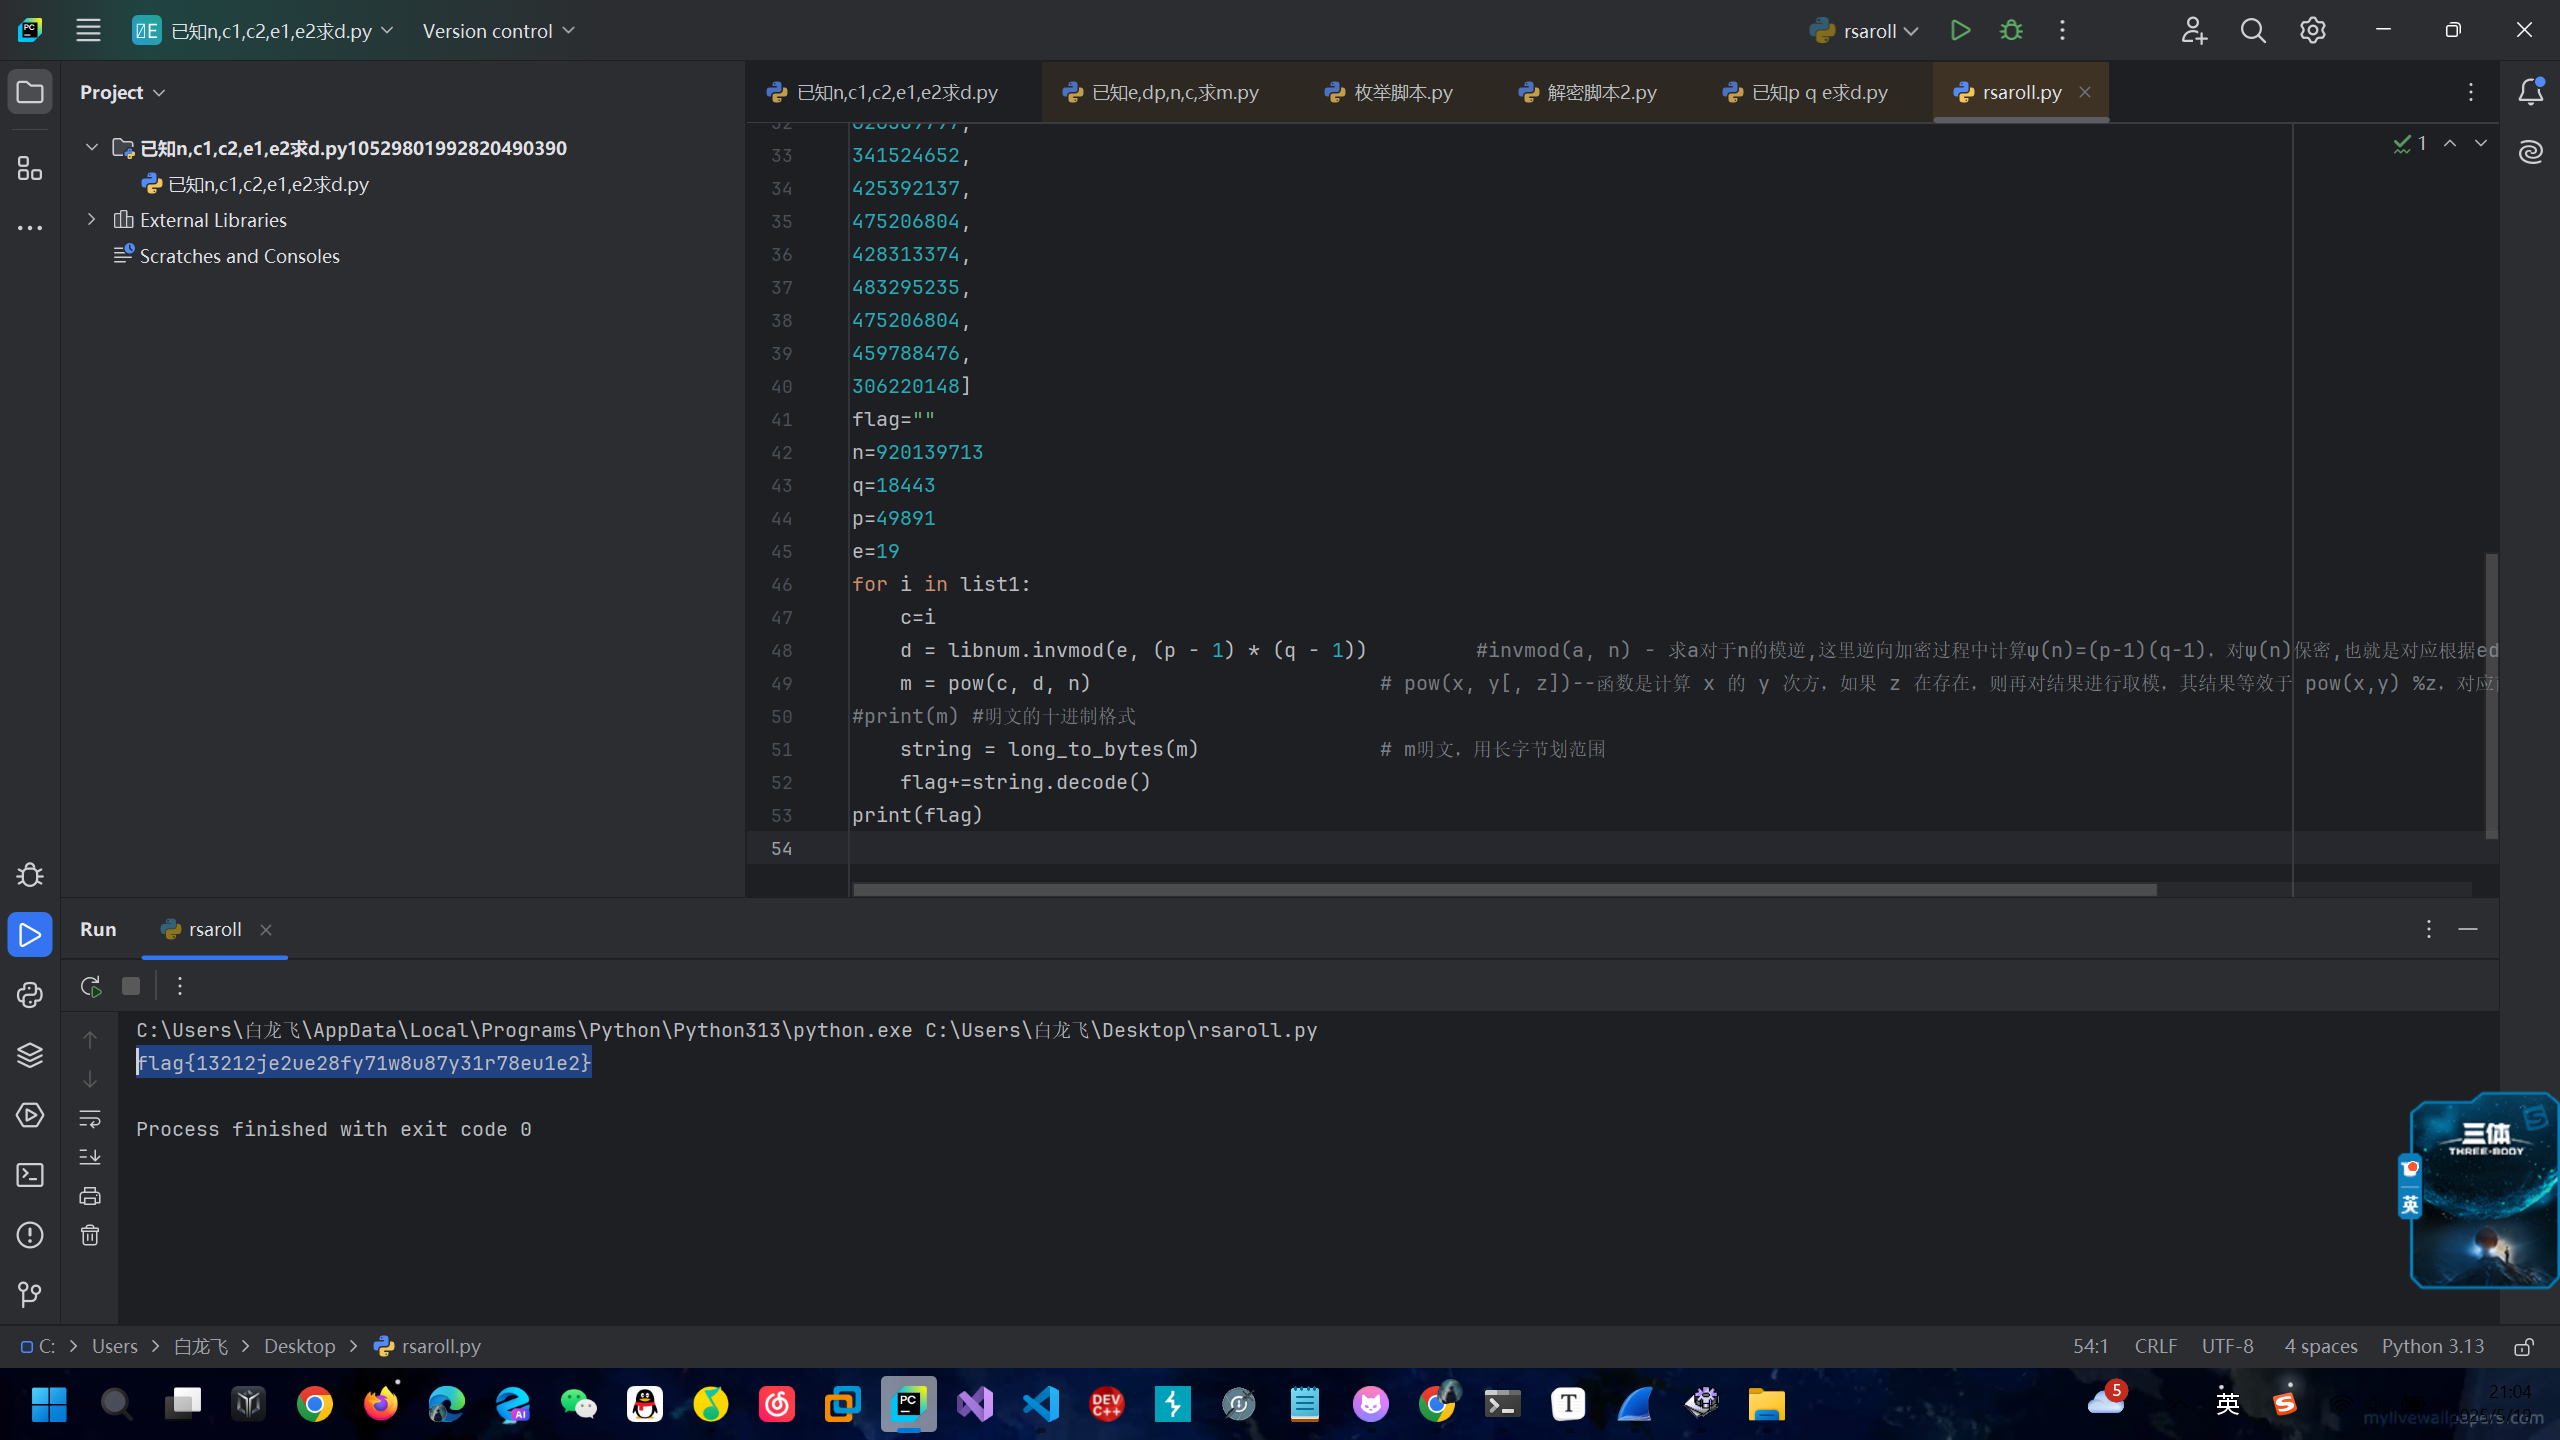 已知n,c1,c2,e1,e2求d.py
Version control
rsaroll
Project
已知n,c1,c2,e1,e2求d.py
已知e,dp,n,c,求m.py
枚举脚本.py
解密脚本2.py
已知p q e求d.py
rsaroll.py
已知n,c1,c2,e1,e2求d.py10529801992820490390
已知n,c1,c2,e1,e2求d.py
External Libraries
Scratches and Consoles
1
33 341524652,
34 425392137,
35 475206804,
36 428313374,
37 483295235,
38 475206804,
39 459788476,
40 306220148]
41 flag=""
42 n=920139713
43 q=18443
44 p=49891
45 e=19
46 for i in list1:
47 c=i
48 d = libnum.invmod(e, (p - 1) * (q - 1)) #invmod(a, n) - 求a对于n的模逆,这里逆向加密过程中计算ψ(n)=(p-1)(q-1)．对ψ(n)保密,也就是对应根据ed
49 m = pow(c, d, n) # pow(x, y[, z])--函数是计算 x 的 y 次方，如果 z 在存在，则再对结果进行取模，其结果等效于 pow(x,y) %z，对应
50 #print(m) #明文的十进制格式
51 string = long_to_bytes(m) # m明文，用长字节划范围
52 flag+=string.decode()
53 print(flag)
54
Run
rsaroll
C:\Users\白龙飞\AppData\Local\Programs\Python\Python313\python.exe C:\Users\白龙飞\Desktop\rsaroll.py
flag{13212je2ue28fy71w8u87y31r78eu1e2}
Process finished with exit code 0
三体
THREE-BODY
英
C: > Users > 白龙飞 > Desktop > rsaroll.py
54:1
CRLF
UTF-8
4 spaces
Python 3.13
5
英
21:04
mylivewallpapers.com